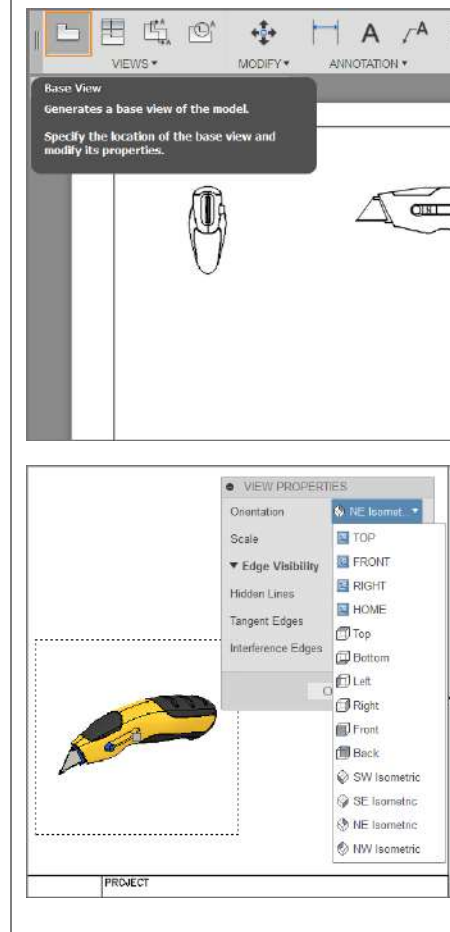 A
A
A
A
A
VIEWS ▾
MODIFY ▾
ANNOTATION ▾
Base View
Generates a base view of the model.
Specify the location of the base view and
modify its properties.
VIEW PROPERTIES
Orientation
NE Isomet...
Scale
▼ Edge Visibility
Hidden Lines
Tangent Edges
Interference Edges
O
TOP
FRONT
RIGHT
HOME
Top
Bottom
Left
Right
Front
Back
SW Isometric
SE Isometric
NE Isometric
NW Isometric
PROJECT